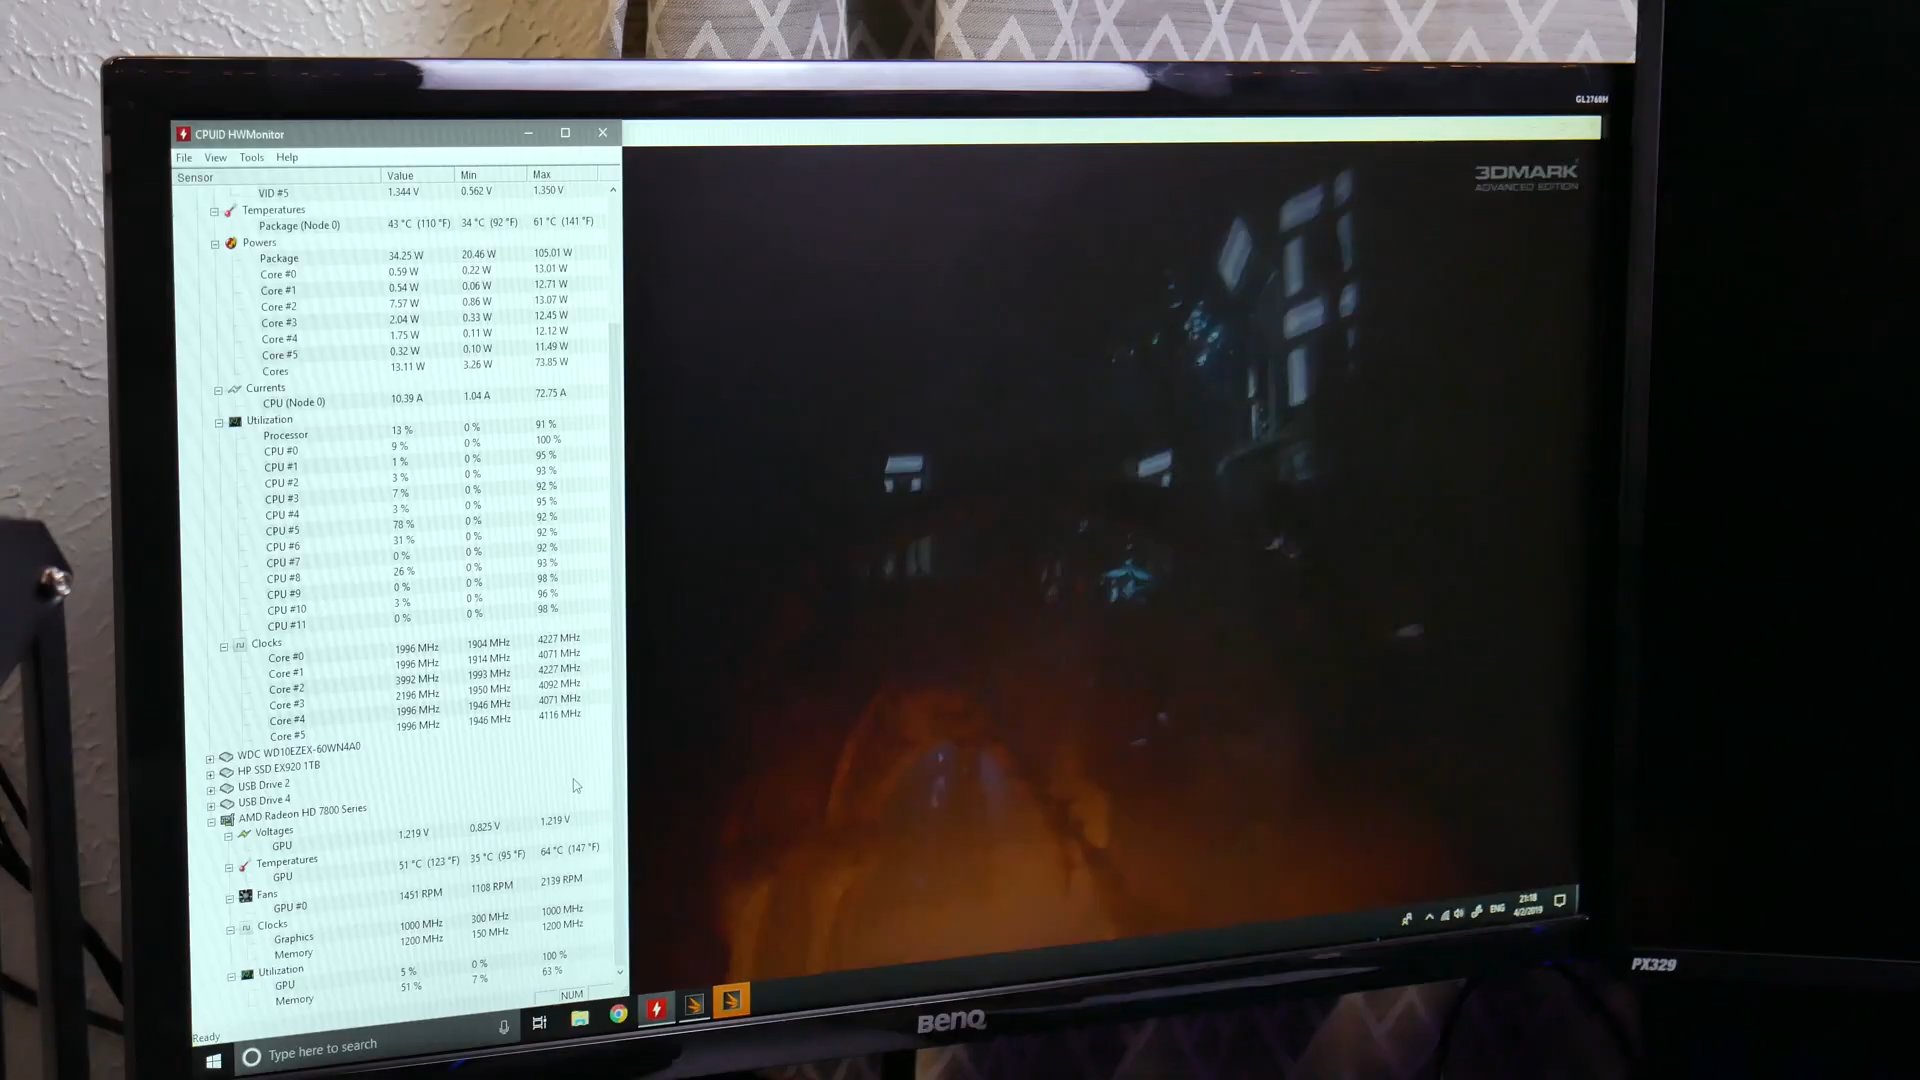 GL2760H
CPUID HWMonitor
File View Tools Help
Sensor Value Min Max
VID #5 1.344 V 0.562 V 1.350 V
Temperatures
Package (Node 0) 43 °C (110 °F) 34 °C (92 °F) 61 °C (141 °F)
Powers
Package 34.25 W 20.46 W 105.01 W
Core #0 0.59 W 0.22 W 13.01 W
Core #1 0.54 W 0.06 W 12.71 W
Core #2 7.57 W 0.86 W 13.07 W
Core #3 2.04 W 0.33 W 12.45 W
Core #4 1.75 W 0.11 W 12.12 W
Core #5 0.32 W 0.10 W 11.49 W
Cores 13.11 W 3.26 W 73.85 W
Currents
CPU (Node 0) 10.39 A 1.04 A 72.75 A
Utilization
Processor 13 % 0 % 91 %
CPU #0 9 % 0 % 100 %
CPU #1 1 % 0 % 95 %
CPU #2 3 % 0 % 93 %
CPU #3 7 % 0 % 92 %
CPU #4 3 % 0 % 95 %
CPU #5 78 % 0 % 92 %
CPU #6 31 % 0 % 92 %
CPU #7 0 % 0 % 92 %
CPU #8 26 % 0 % 93 %
CPU #9 0 % 0 % 98 %
CPU #10 3 % 0 % 96 %
CPU #11 0 % 0 % 98 %
Clocks
Core #0 1996 MHz 1904 MHz 4227 MHz
Core #1 1996 MHz 1914 MHz 4071 MHz
Core #2 3992 MHz 1993 MHz 4227 MHz
Core #3 2196 MHz 1950 MHz 4092 MHz
Core #4 1996 MHz 1946 MHz 4071 MHz
Core #5 1996 MHz 1946 MHz 4116 MHz
WDC WD10EZEX-60WN4A0
HP SSD EX920 1TB
USB Drive 2
USB Drive 4
AMD Radeon HD 7800 Series
Voltages
GPU 1.219 V 0.825 V 1.219 V
Temperatures
GPU 51 °C (123 °F) 35 °C (95 °F) 64 °C (147 °F)
Fans
GPU #0 1451 RPM 1108 RPM 2139 RPM
Clocks
Graphics 1000 MHz 300 MHz 1000 MHz
Memory 1200 MHz 150 MHz 1200 MHz
Utilization
GPU 5 % 0 % 100 %
Memory 51 % 7 % 63 %
NUM
Ready
Type here to search
3DMARK
ADVANCED EDITION
ENG
21:18
4/2/2019
BenQ
PX329